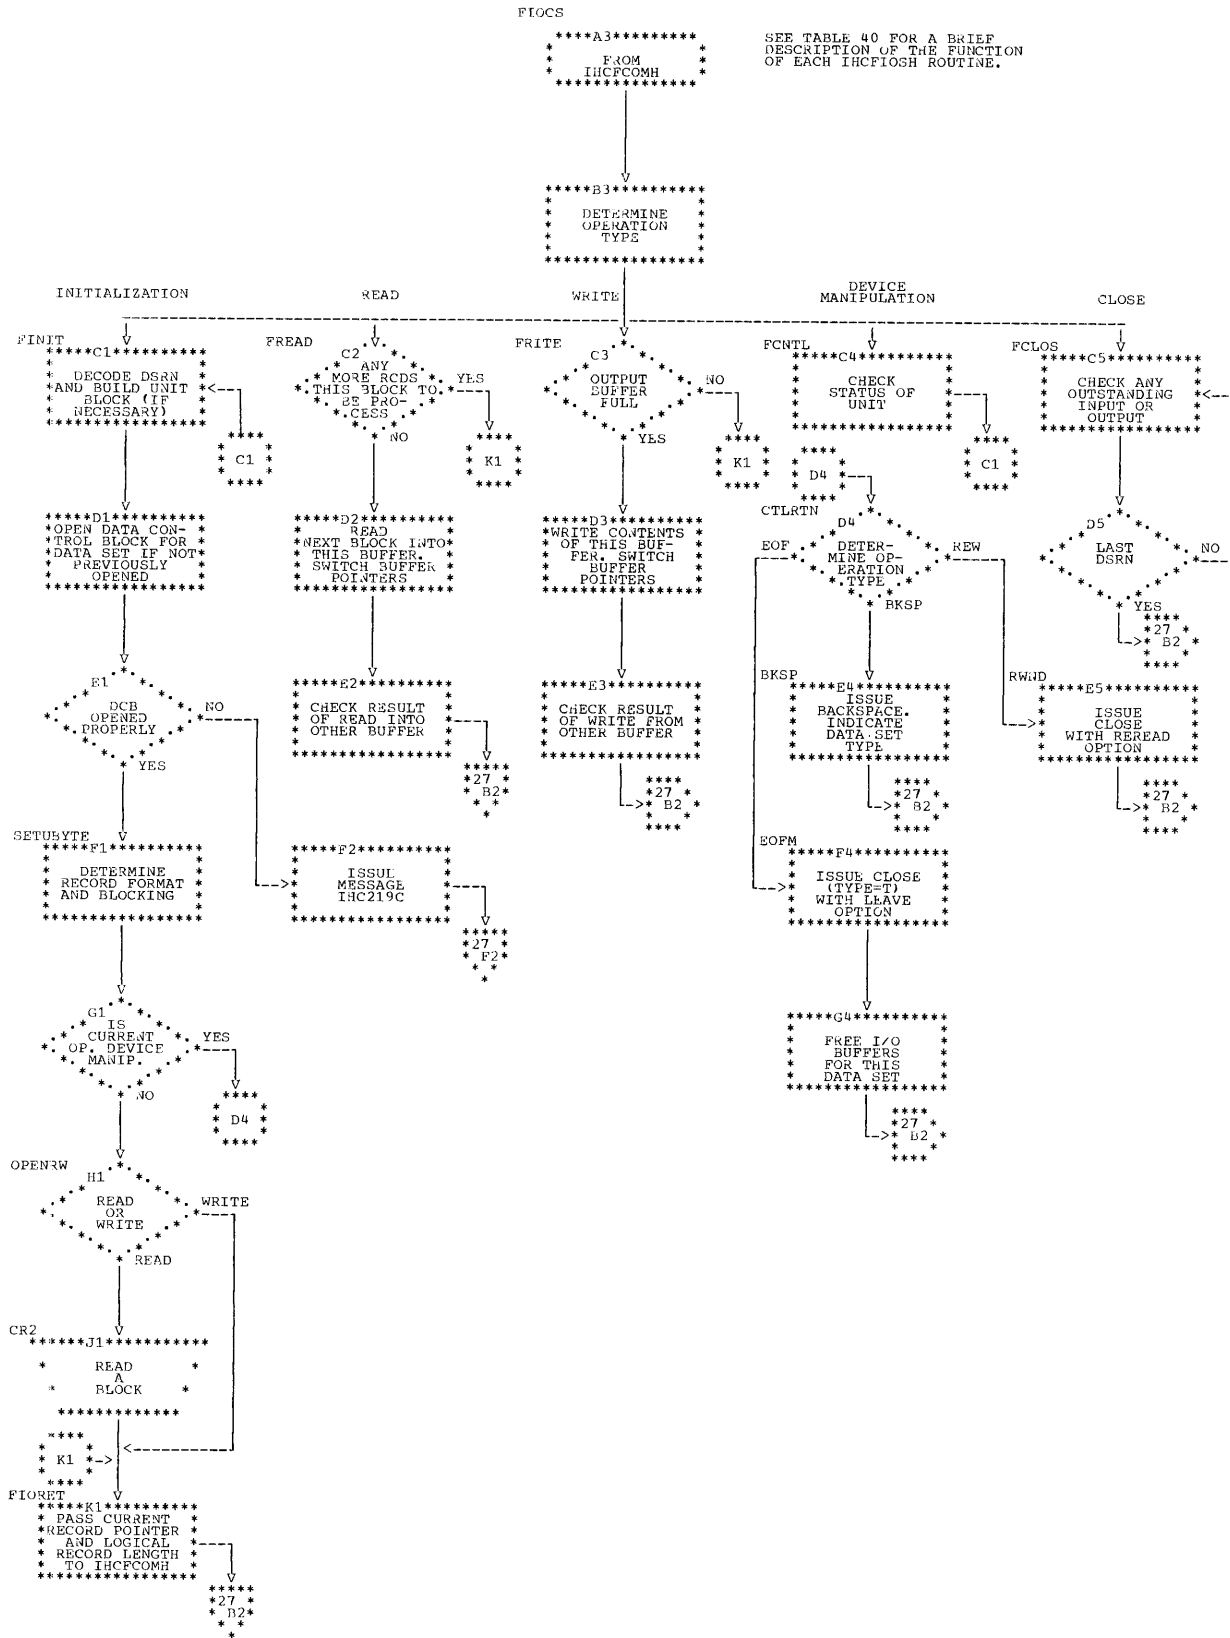 FIOCS
A3
FROM
IHCFCOMH
SEE TABLE 40 FOR A BRIEF
DESCRIPTION OF THE FUNCTION
OF EACH IHCFIOSH ROUTINE.
B3
DETERMINE
OPERATION
TYPE
INITIALIZATION
READ
WRITE
DEVICE
MANIPULATION
CLOSE
FINIT
C1
DECODE DSRN
AND BUILD UNIT
BLOCK (IF
NECESSARY)
C1
FREAD
C2
ANY
MORE RCDS
THIS BLOCK TO
BE PRO-
CESS
YES
NO
K1
FRITE
C3
OUTPUT
BUFFER
FULL
NO
YES
K1
FCNTL
C4
CHECK
STATUS OF
UNIT
C1
FCLOS
C5
CHECK ANY
OUTSTANDING
INPUT OR
OUTPUT
D1
OPEN DATA CON-
TROL BLOCK FOR
DATA SET IF NOT
PREVIOUSLY
OPENED
D2
READ
NEXT BLOCK INTO
THIS BUFFER.
SWITCH BUFFER
POINTERS
D3
WRITE CONTENTS
OF THIS BUF-
FER. SWITCH
BUFFER
POINTERS
D4
CTLRTN
D4
DETER-
MINE OP-
ERATION
TYPE
EOF
REW
BKSP
D5
LAST
DSRN
NO
YES
27
B2
E1
DCB
OPENED
PROPERLY
NO
YES
E2
CHECK RESULT
OF READ INTO
OTHER BUFFER
27
B2
E3
CHECK RESULT
OF WRITE FROM
OTHER BUFFER
27
B2
BKSP
E4
ISSUE
BACKSPACE.
INDICATE
DATA SET
TYPE
27
B2
RWND
E5
ISSUE
CLOSE
WITH REREAD
OPTION
27
B2
SETUBYTE
F1
DETERMINE
RECORD FORMAT
AND BLOCKING
F2
ISSUE
MESSAGE
IHC219C
27
F2
EOFM
F4
ISSUE CLOSE
(TYPE=T)
WITH LEAVE
OPTION
G1
IS
CURRENT
OP. DEVICE
MANIP.
YES
NO
D4
G4
FREE I/O
BUFFERS
FOR THIS
DATA SET
27
B2
OPENRW
H1
READ
OR
WRITE
WRITE
READ
CR2
J1
READ
A
BLOCK
K1
FIORET
K1
PASS CURRENT
RECORD POINTER
AND LOGICAL
RECORD LENGTH
TO IHCFCOMH
27
B2